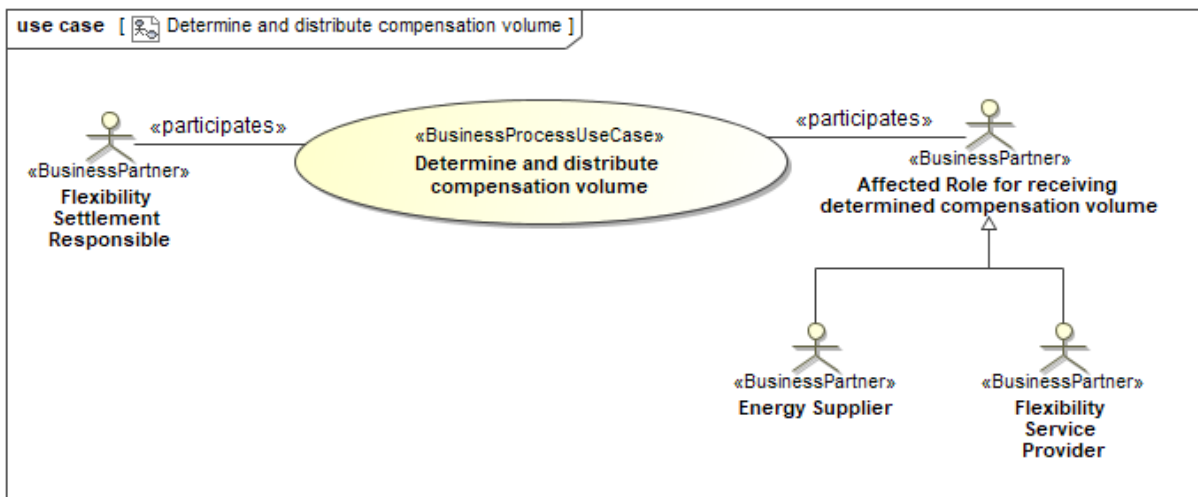 use case [ Determine and distribute compensation volume ]
«participates»
«BusinessPartner»
Flexibility
Settlement
Responsible
«BusinessProcessUseCase»
Determine and distribute
compensation volume
«participates»
«BusinessPartner»
Affected Role for receiving
determined compensation volume
«BusinessPartner»
Energy Supplier
«BusinessPartner»
Flexibility
Service
Provider